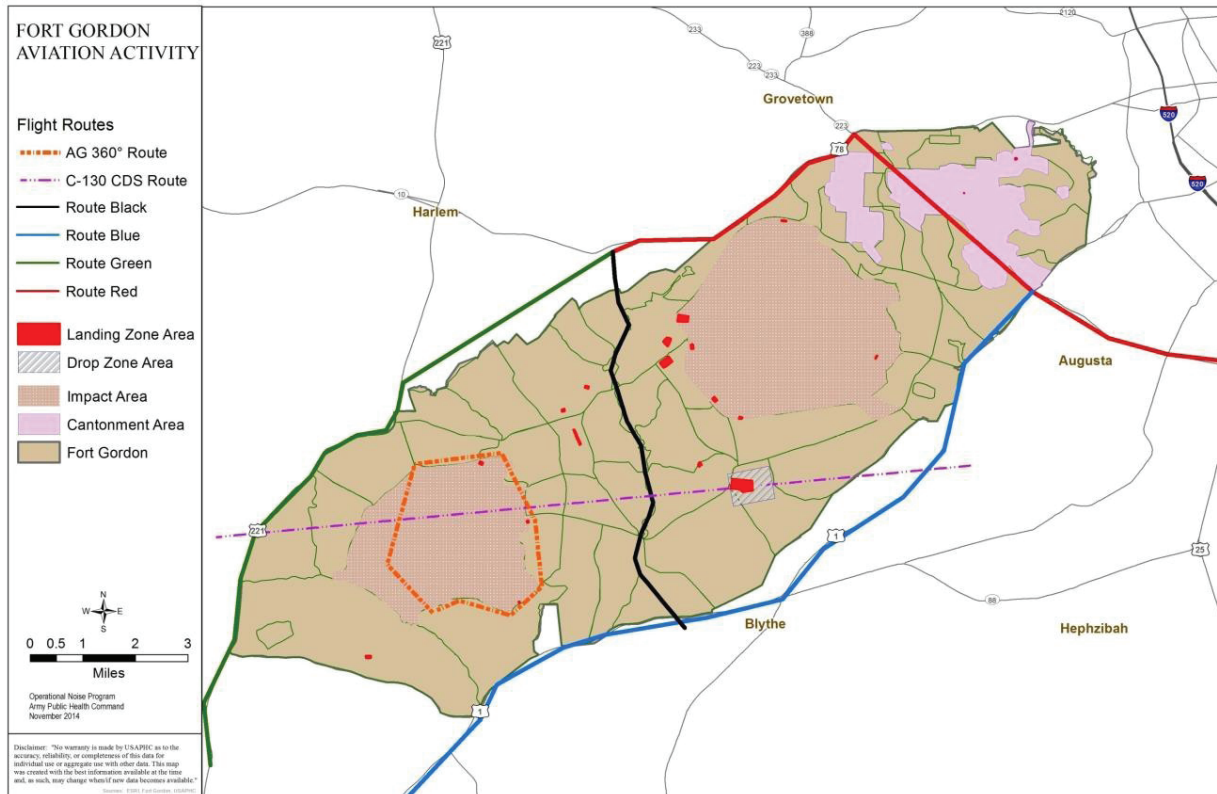 FORT GORDON
AVIATION ACTIVITY
Flight Routes
AG 360° Route
C-130 CDS Route
Route Black
Route Blue
Route Green
Route Red
Landing Zone Area
Drop Zone Area
Impact Area
Cantonment Area
Fort Gordon
N
W E
S
0 0.5 1 2 3
Miles
Operational Noise Program
Army Public Health Command
November 2014
Disclaimer: "No warranty is made by USAPHC as to the
accuracy, reliability, or completeness of this data for
individual use or aggregate use with other data. This map
was created with the best information available at the time
and, as such, may change when/if new data becomes available."
Sources: ESRI, Fort Gordon, USAPHC
2120
233
388
221
223
233
Grovetown
520
223
78
520
10
Harlem
Augusta
221
1
25
88
Blythe
Hephzibah
1